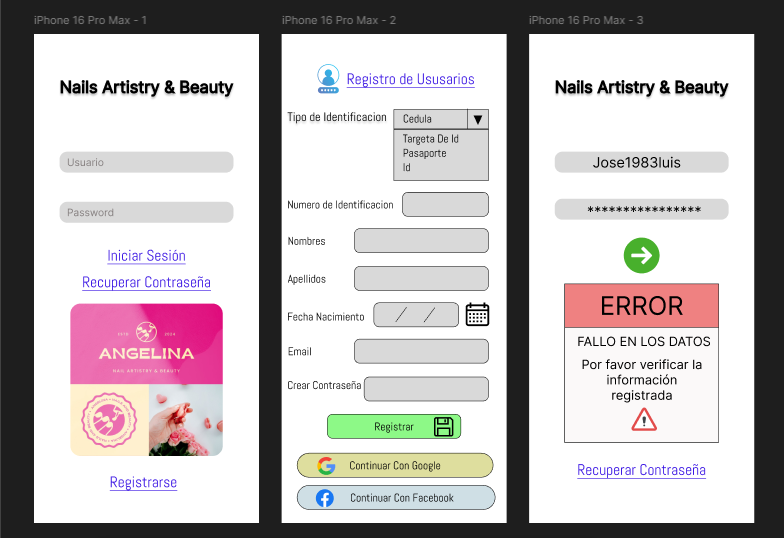 iPhone 16 Pro Max - 1
Nails Artistry & Beauty
Usuario
Password
Iniciar Sesión
Recuperar Contraseña
ESTD 2024
ANGELINA
NAIL ARTISTRY & BEAUTY
Registrarse
iPhone 16 Pro Max - 2
Registro de Ususarios
Tipo de Identificacion
Cedula
Targeta De Id
Pasaporte
Id
Numero de Identificacion
Nombres
Apellidos
Fecha Nacimiento / /
Email
Crear Contraseña
Registrar
Continuar Con Google
Continuar Con Facebook
iPhone 16 Pro Max - 3
Nails Artistry & Beauty
Jose1983luis
****************
ERROR
FALLO EN LOS DATOS
Por favor verificar la
información
registrada
Recuperar Contraseña